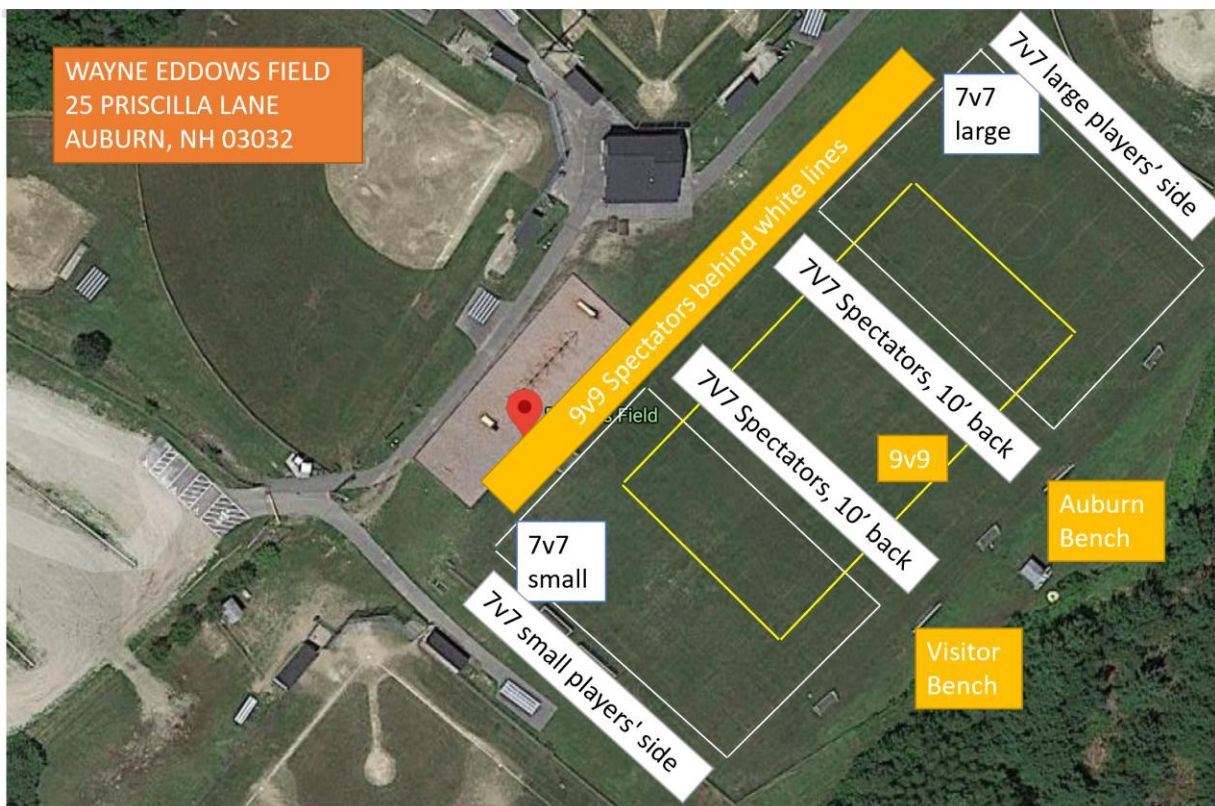 WAYNE EDDOWS FIELD
25 PRISCILLA LANE
AUBURN, NH 03032
7v7 large players’ side
7v7
large
9v9 Spectators behind white lines
7V7 Spectators, 10’ back
7V7 Spectators, 10’ back
s Field
9v9
Auburn
Bench
7v7
small
7v7 small players' side
Visitor
Bench